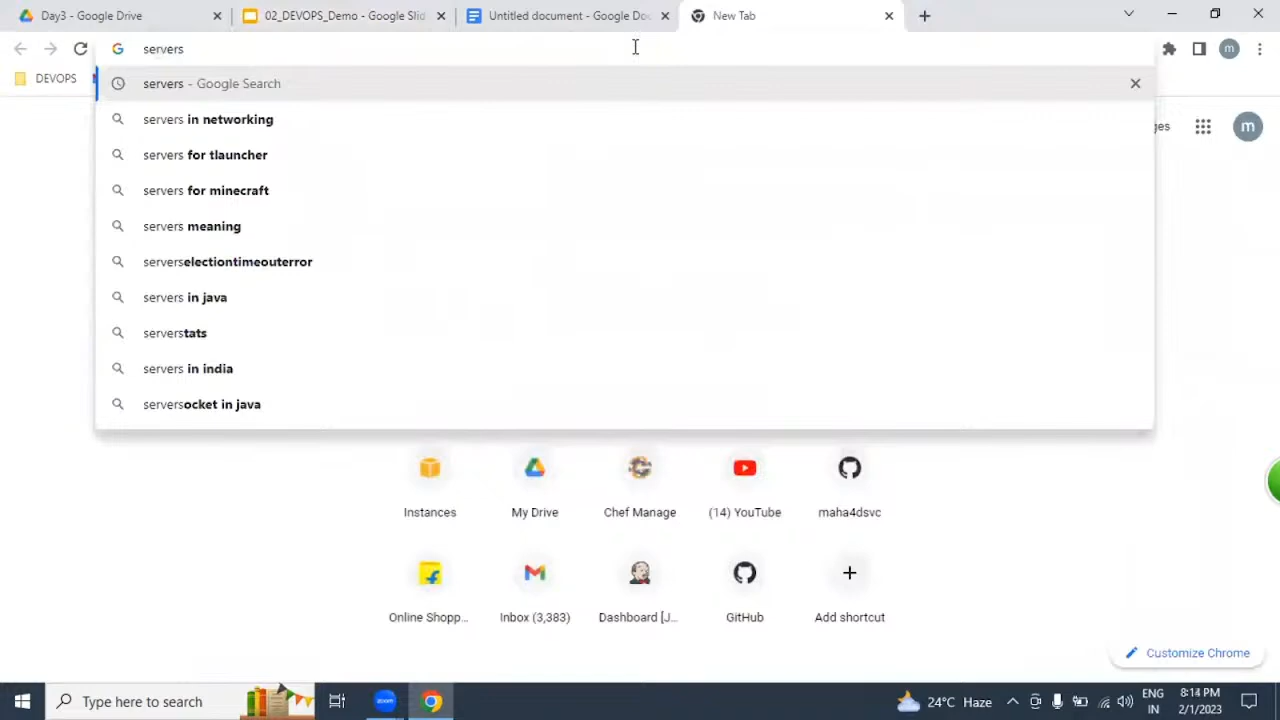 Day3 - Google Drive
02_DEVOPS_Demo - Google Slid
Untitled document - Google Doc
New Tab
servers
DEVOPS
servers - Google Search
servers in networking
servers for tlauncher
servers for minecraft
servers meaning
serverselectiontimeouterror
servers in java
serverstats
servers in india
serversocket in java
ges
m
m
Instances
My Drive
Chef Manage
(14) YouTube
maha4dsvc
Online Shopp...
Inbox (3,383)
Dashboard [J...
GitHub
Add shortcut
Customize Chrome
Type here to search
zoom
24°C Haze
ENG
IN
8:14 PM
2/1/2023